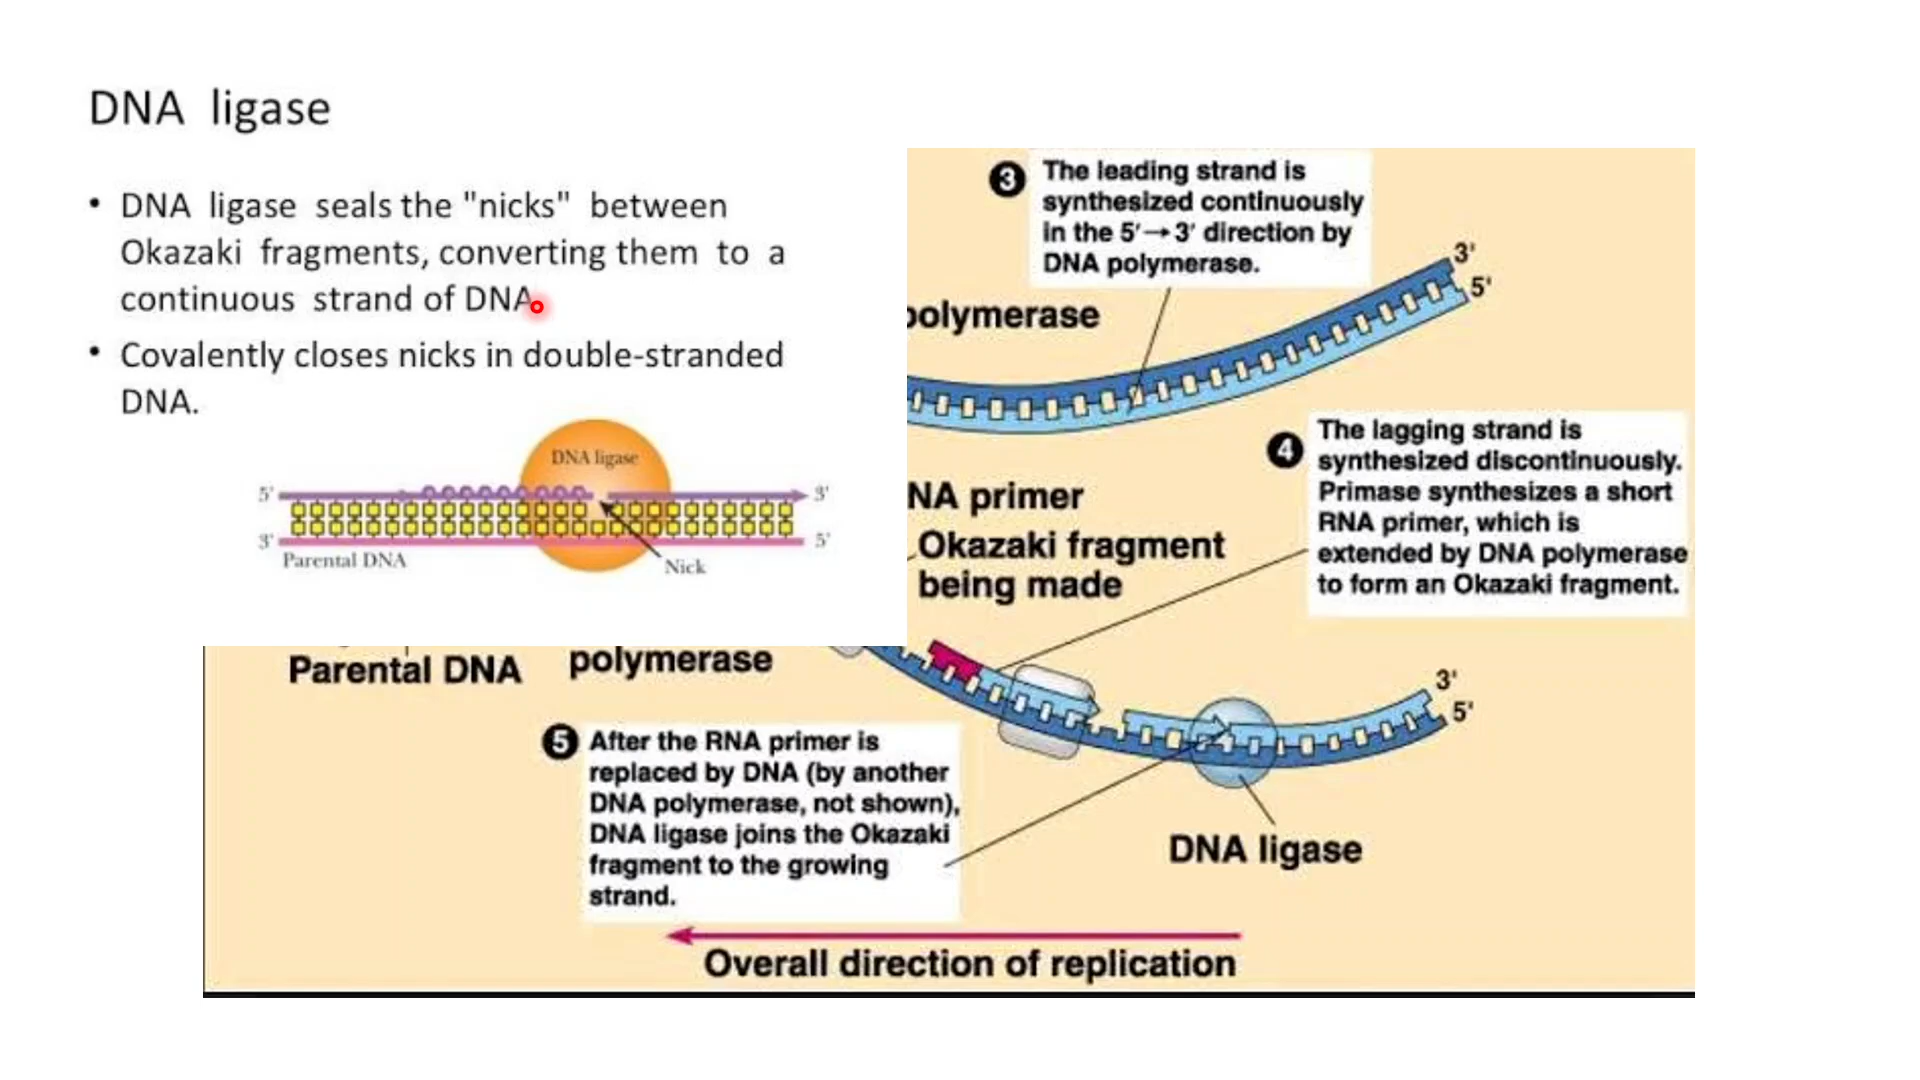 DNA ligase
• DNA ligase seals the "nicks" between
Okazaki fragments, converting them to a
continuous strand of DNA.
• Covalently closes nicks in double-stranded
DNA.
DNA ligase
5'
3'
3'
5'
Parental DNA
Nick
3 The leading strand is
synthesized continuously
in the 5'→3' direction by
DNA polymerase.
3'
5'
polymerase
4 The lagging strand is
synthesized discontinuously.
Primase synthesizes a short
RNA primer, which is
extended by DNA polymerase
to form an Okazaki fragment.
NA primer
Okazaki fragment
being made
Parental DNA
polymerase
3'
5'
5 After the RNA primer is
replaced by DNA (by another
DNA polymerase, not shown),
DNA ligase joins the Okazaki
fragment to the growing
strand.
DNA ligase
Overall direction of replication